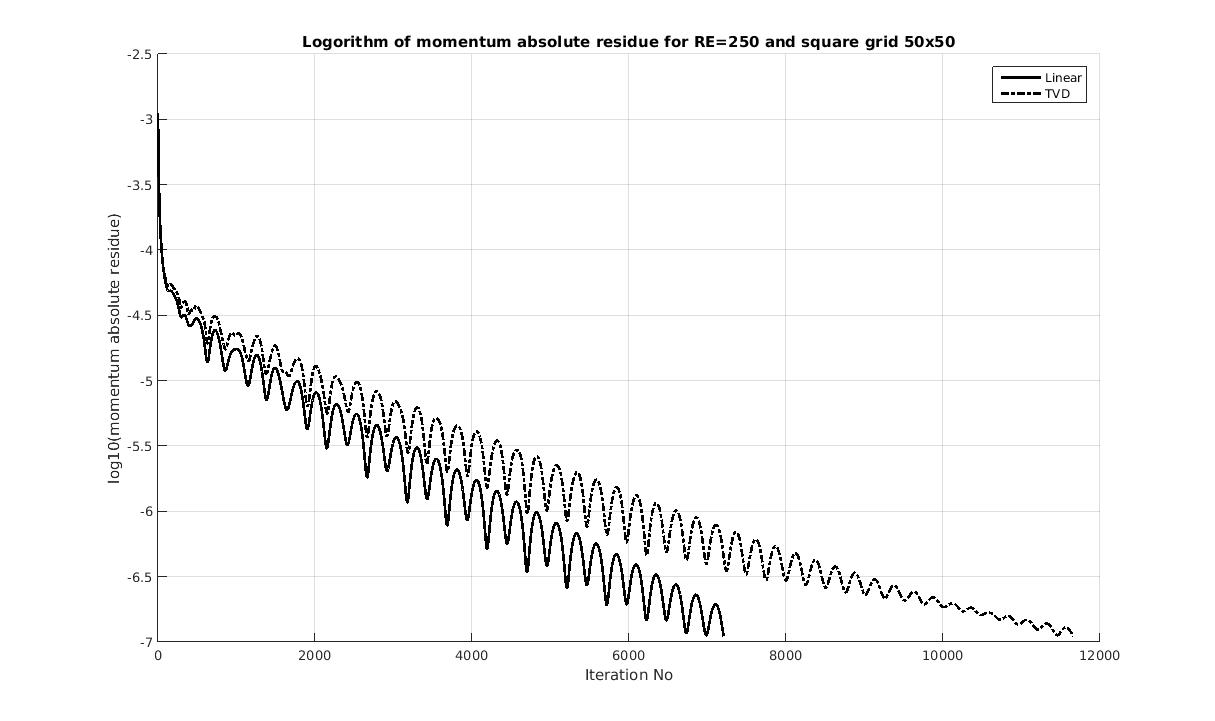 Logorithm of momentum absolute residue for RE=250 and square grid 50x50
Linear
TVD
log10(momentum absolute residue)
-2.5
-3
-3.5
-4
-4.5
-5
-5.5
-6
-6.5
-7
0 2000 4000 6000 8000 10000 12000
Iteration No